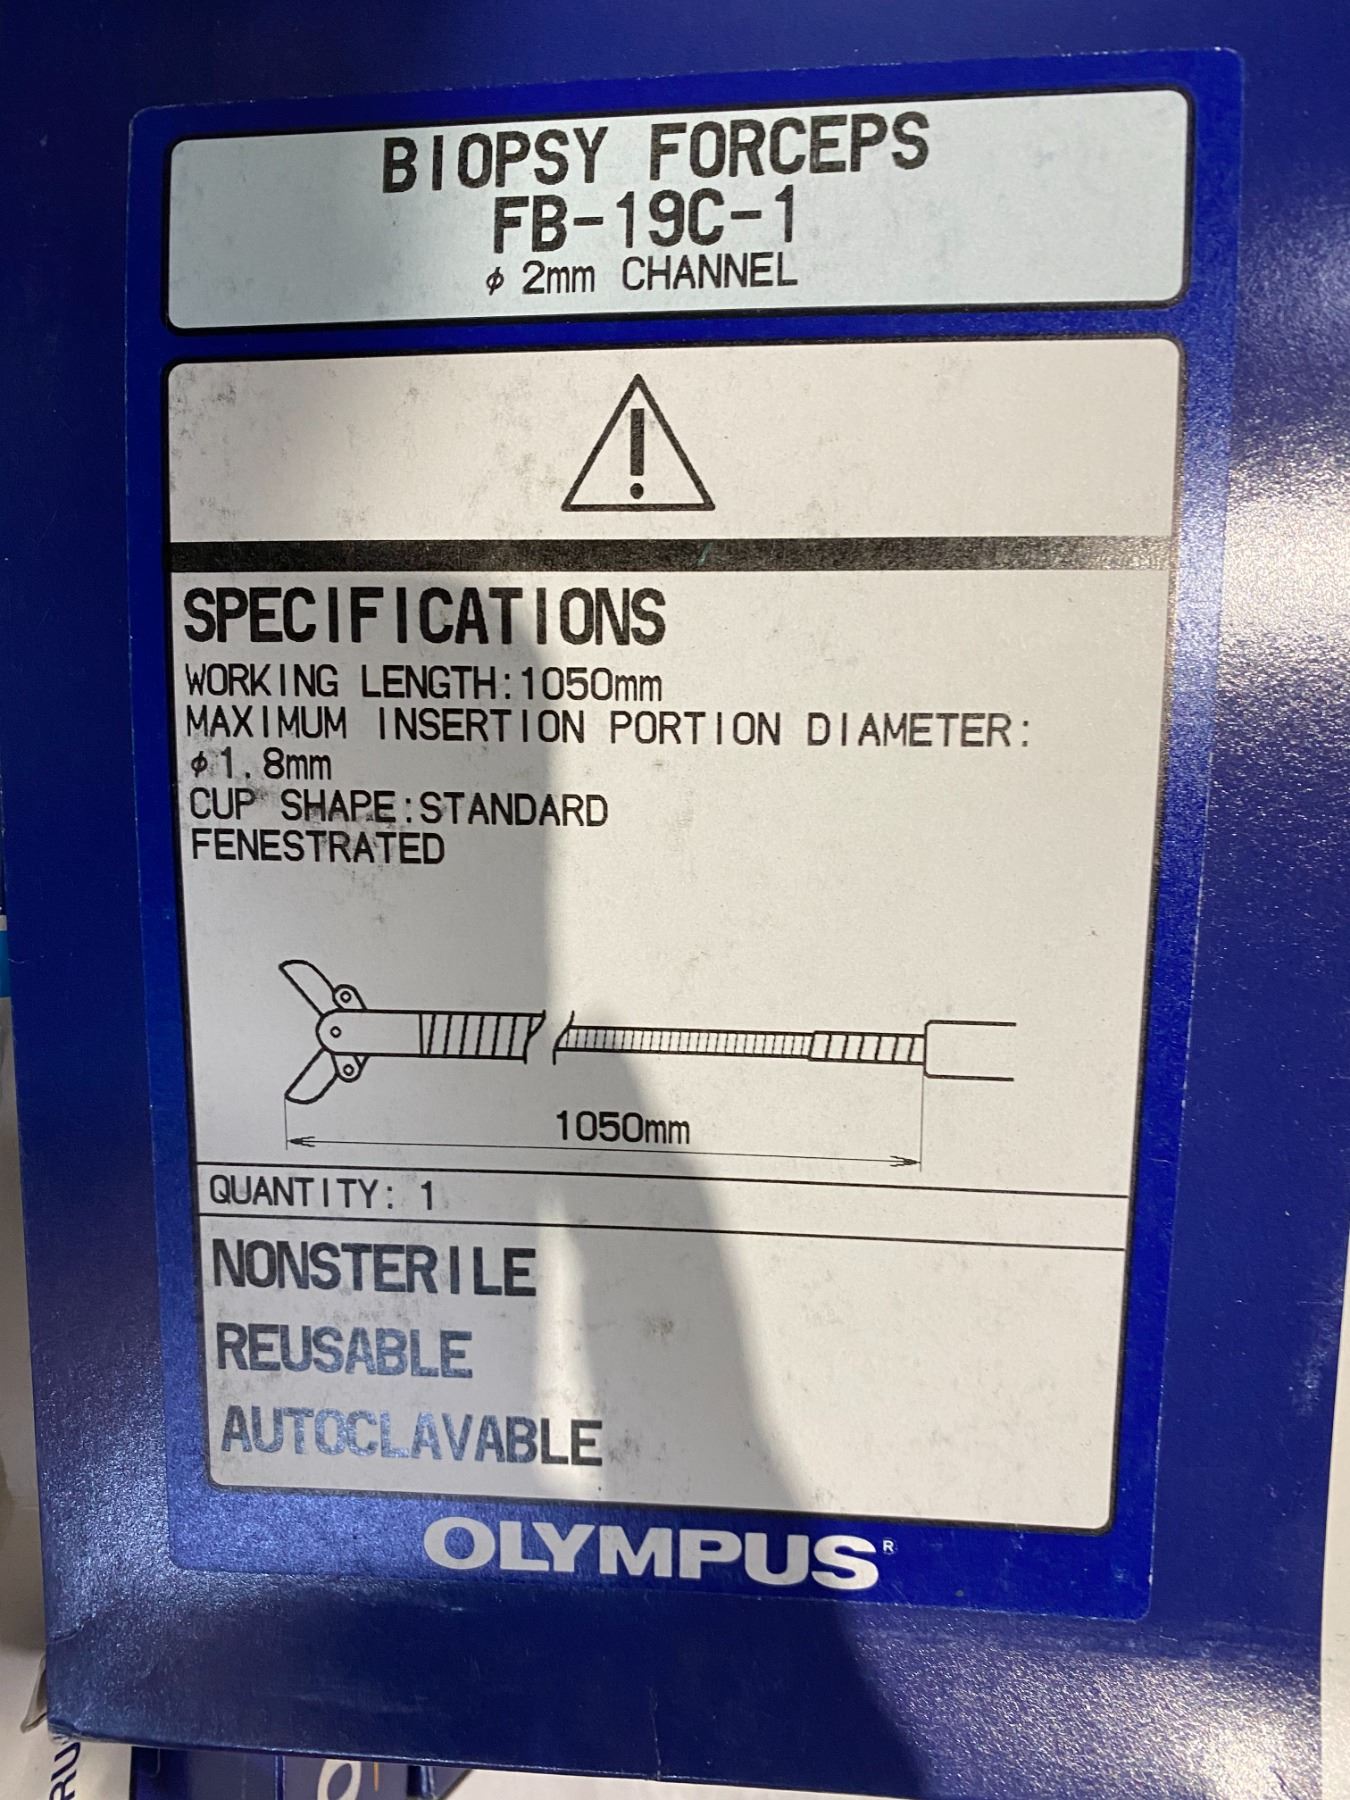 BIOPSY FORCEPS
FB-19C-1
φ 2mm CHANNEL
SPECIFICATIONS
WORKING LENGTH:1050mm
MAXIMUM INSERTION PORTION DIAMETER:
φ1.8mm
CUP SHAPE:STANDARD
FENESTRATED
1050mm
QUANTITY: 1
NONSTERILE
REUSABLE
AUTOCLAVABLE
OLYMPUS®